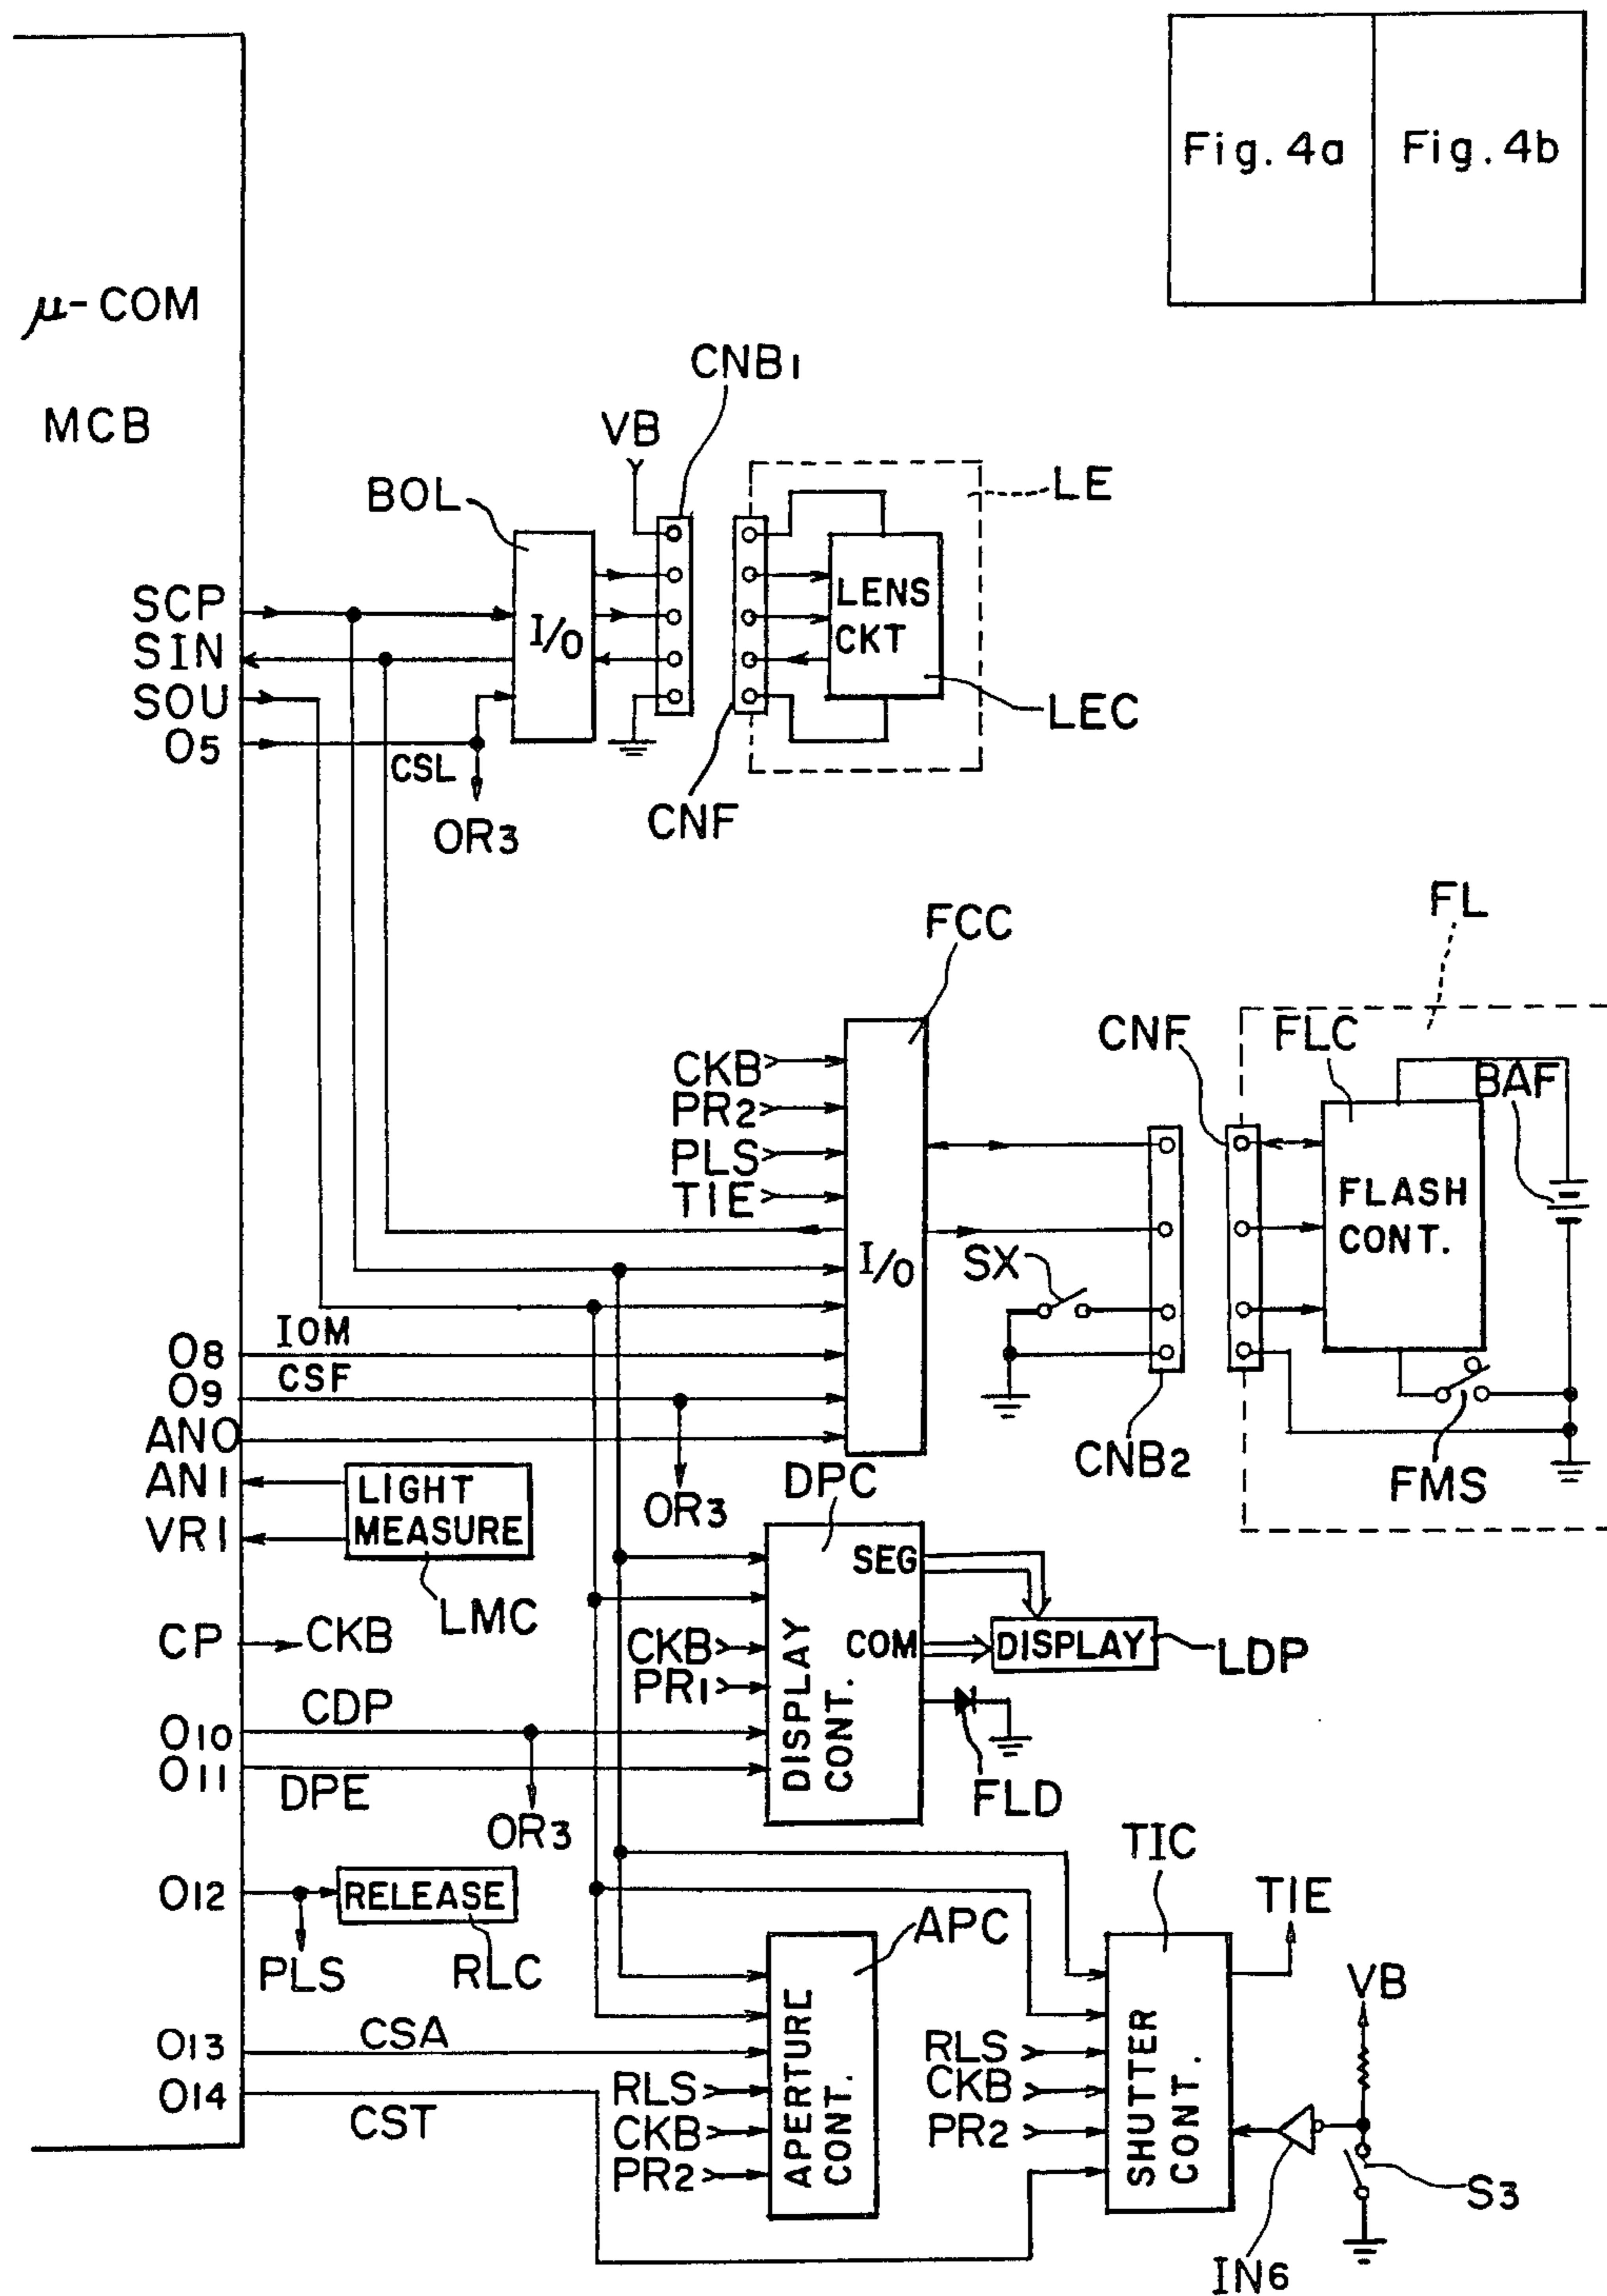 Fig. 4a
Fig. 4b
μ-COM
MCB
CNB1
VB
LE
BOL
I/O
LENS
CKT
LEC
CNF
SCP
SIN
SOU
O5
CSL
OR3
FCC
FL
CKB
PR2
PLS
TIE
I/O
CNF
FLC
BAF
FLASH
CONT.
SX
CNB2
FMS
O8
IOM
O9
CSF
ANO
OR3
ANI
VRI
LIGHT
MEASURE
LMC
DPC
SEG
COM
DISPLAY
CONT.
DISPLAY
LDP
FLD
CP
CKB
CKB
PR1
O10
CDP
O11
DPE
OR3
O12
RELEASE
PLS
RLC
APC
TIC
TIE
VB
O13
CSA
O14
CST
RLS
CKB
PR2
APERTURE
CONT.
RLS
CKB
PR2
SHUTTER
CONT.
S3
IN6